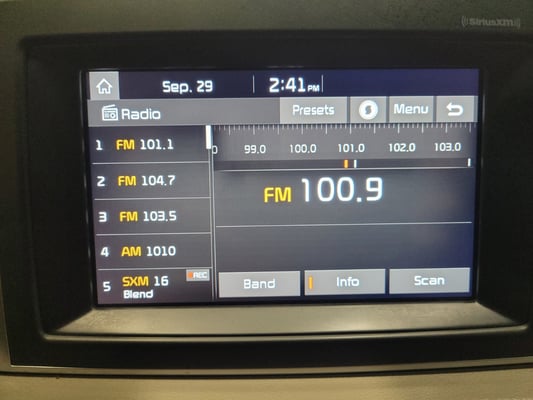 SiriusXM
Sep. 29 2:41 PM
Radio Presets Menu
1 FM 101.1
2 FM 104.7
3 FM 103.5
4 AM 1010
5 SXM 16 REC
Blend
0 99.0 100.0 101.0 102.0 103.0
FM 100.9
Band Info Scan